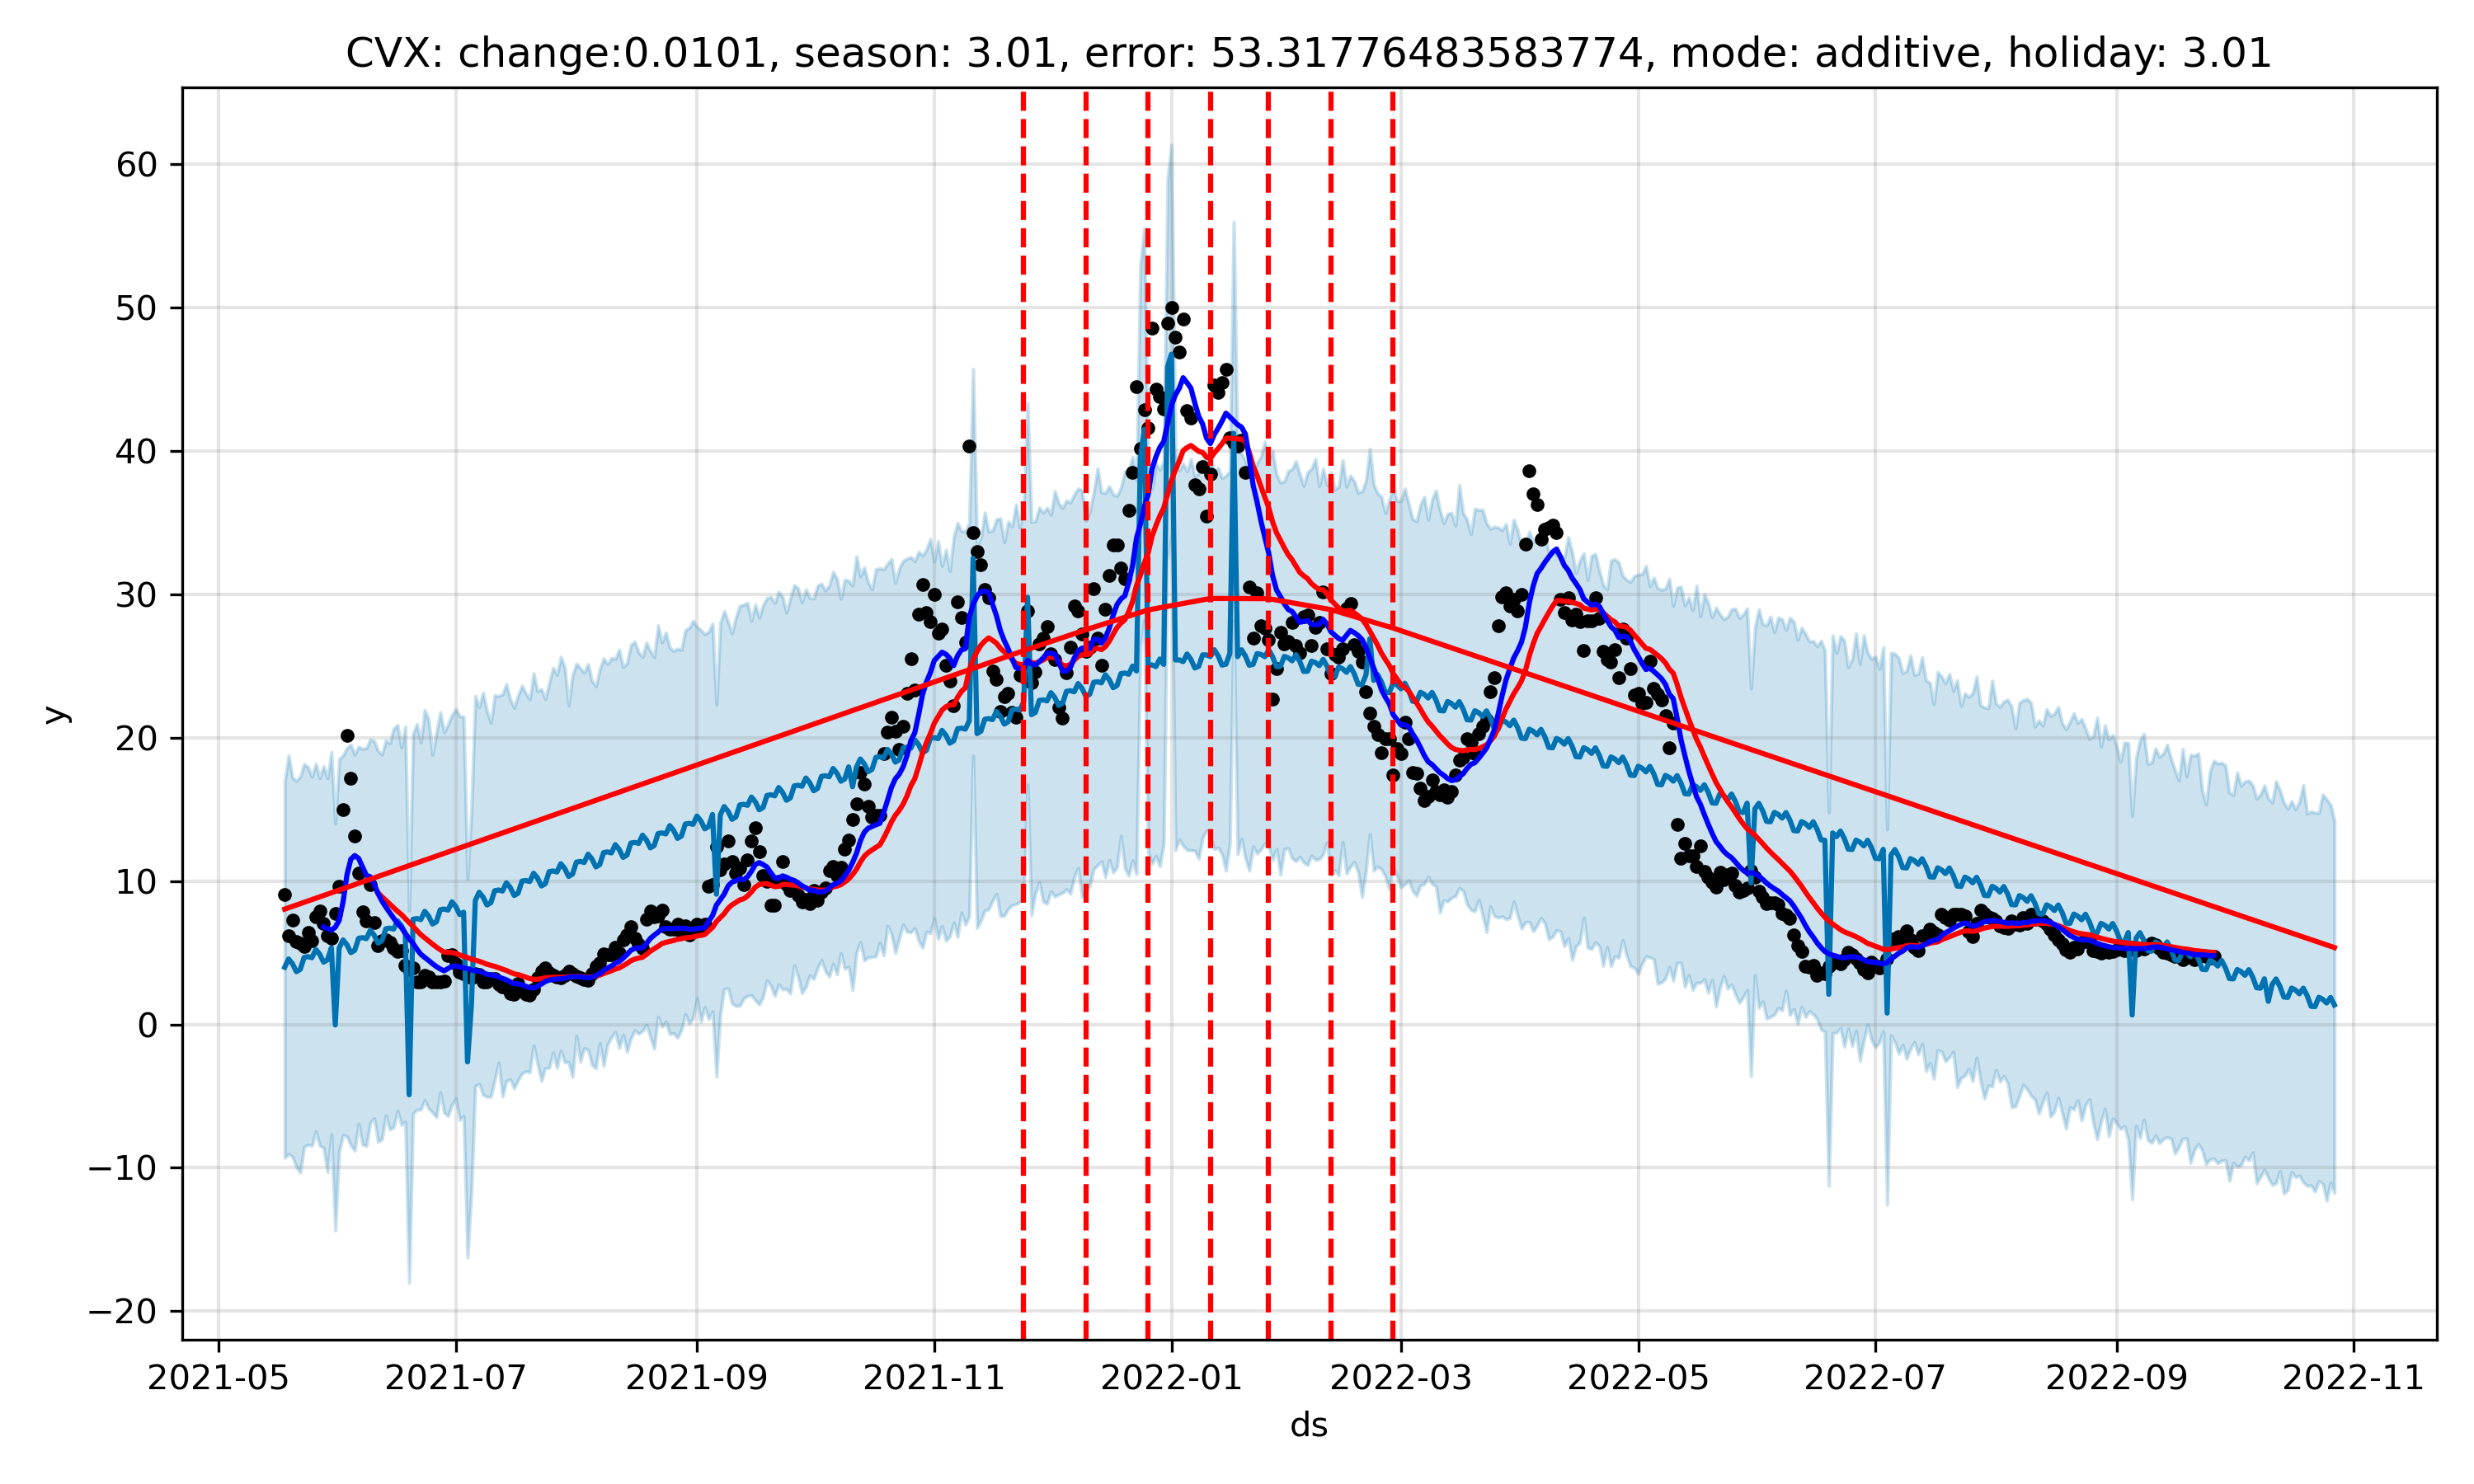 CVX: change:0.0101, season: 3.01, error: 53.31776483583774, mode: additive, holiday: 3.01
60
50
40
30
20
10
0
−10
−20
y
2021-05 2021-07 2021-09 2021-11 2022-01 2022-03 2022-05 2022-07 2022-09 2022-11
ds